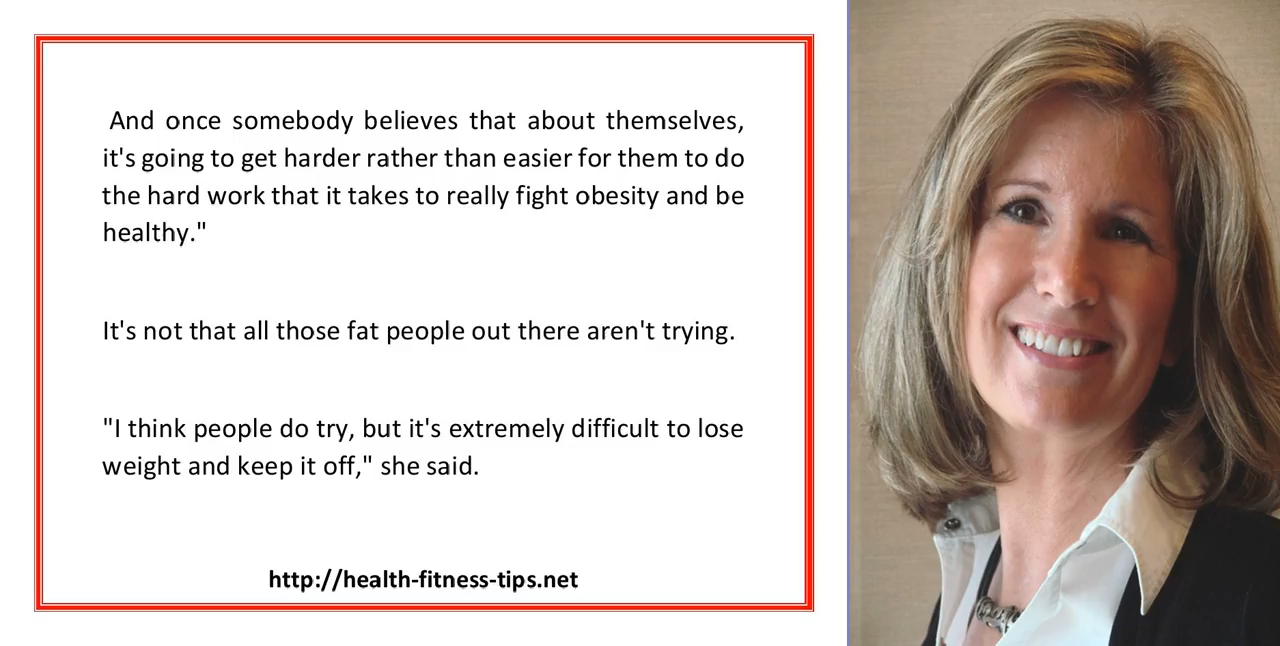 And once somebody believes that about themselves,
it's going to get harder rather than easier for them to do
the hard work that it takes to really fight obesity and be
healthy."
It's not that all those fat people out there aren't trying.
"I think people do try, but it's extremely difficult to lose
weight and keep it off," she said.
http://health-fitness-tips.net